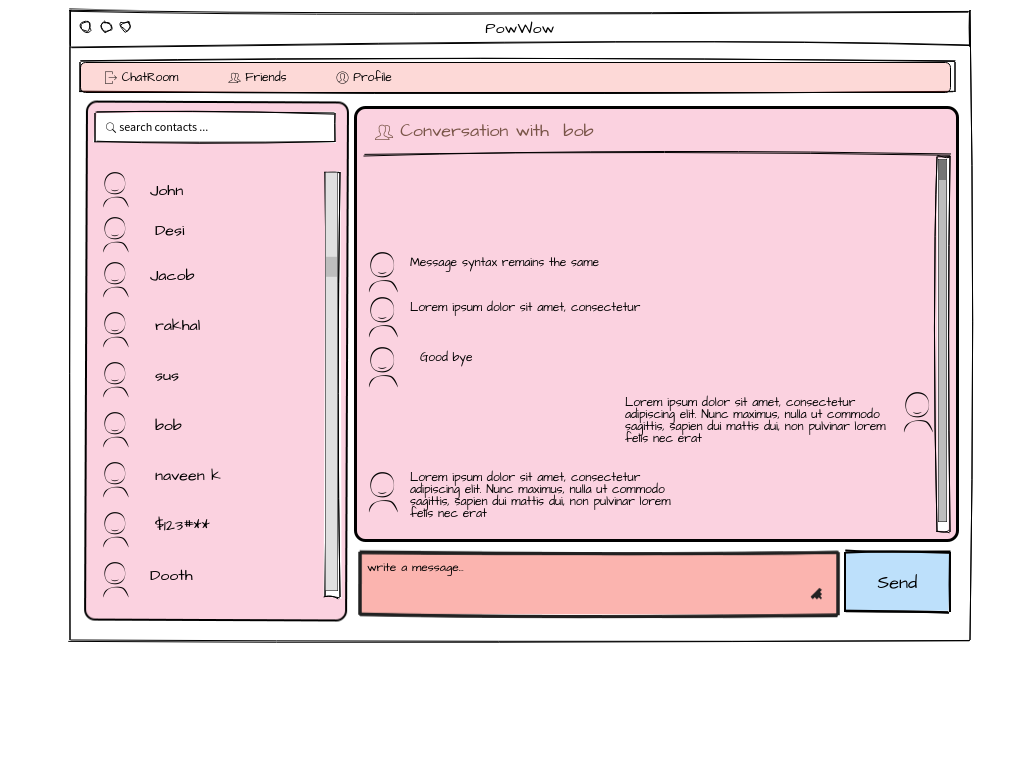 PowWow
ChatRoom
Friends
Profile
search contacts ...
John
Desi
Jacob
rakhal
sus
bob
naveen k
$123#**
Dooth
Conversation with  bob
Message syntax remains the same
Lorem ipsum dolor sit amet, consectetur
Good bye
Lorem ipsum dolor sit amet, consectetur
adipiscing elit. Nunc maximus, nulla ut commodo
sagittis, sapien dui mattis dui, non pulvinar lorem
felis nec erat
Lorem ipsum dolor sit amet, consectetur
adipiscing elit. Nunc maximus, nulla ut commodo
sagittis, sapien dui mattis dui, non pulvinar lorem
felis nec erat
write a message..
Send